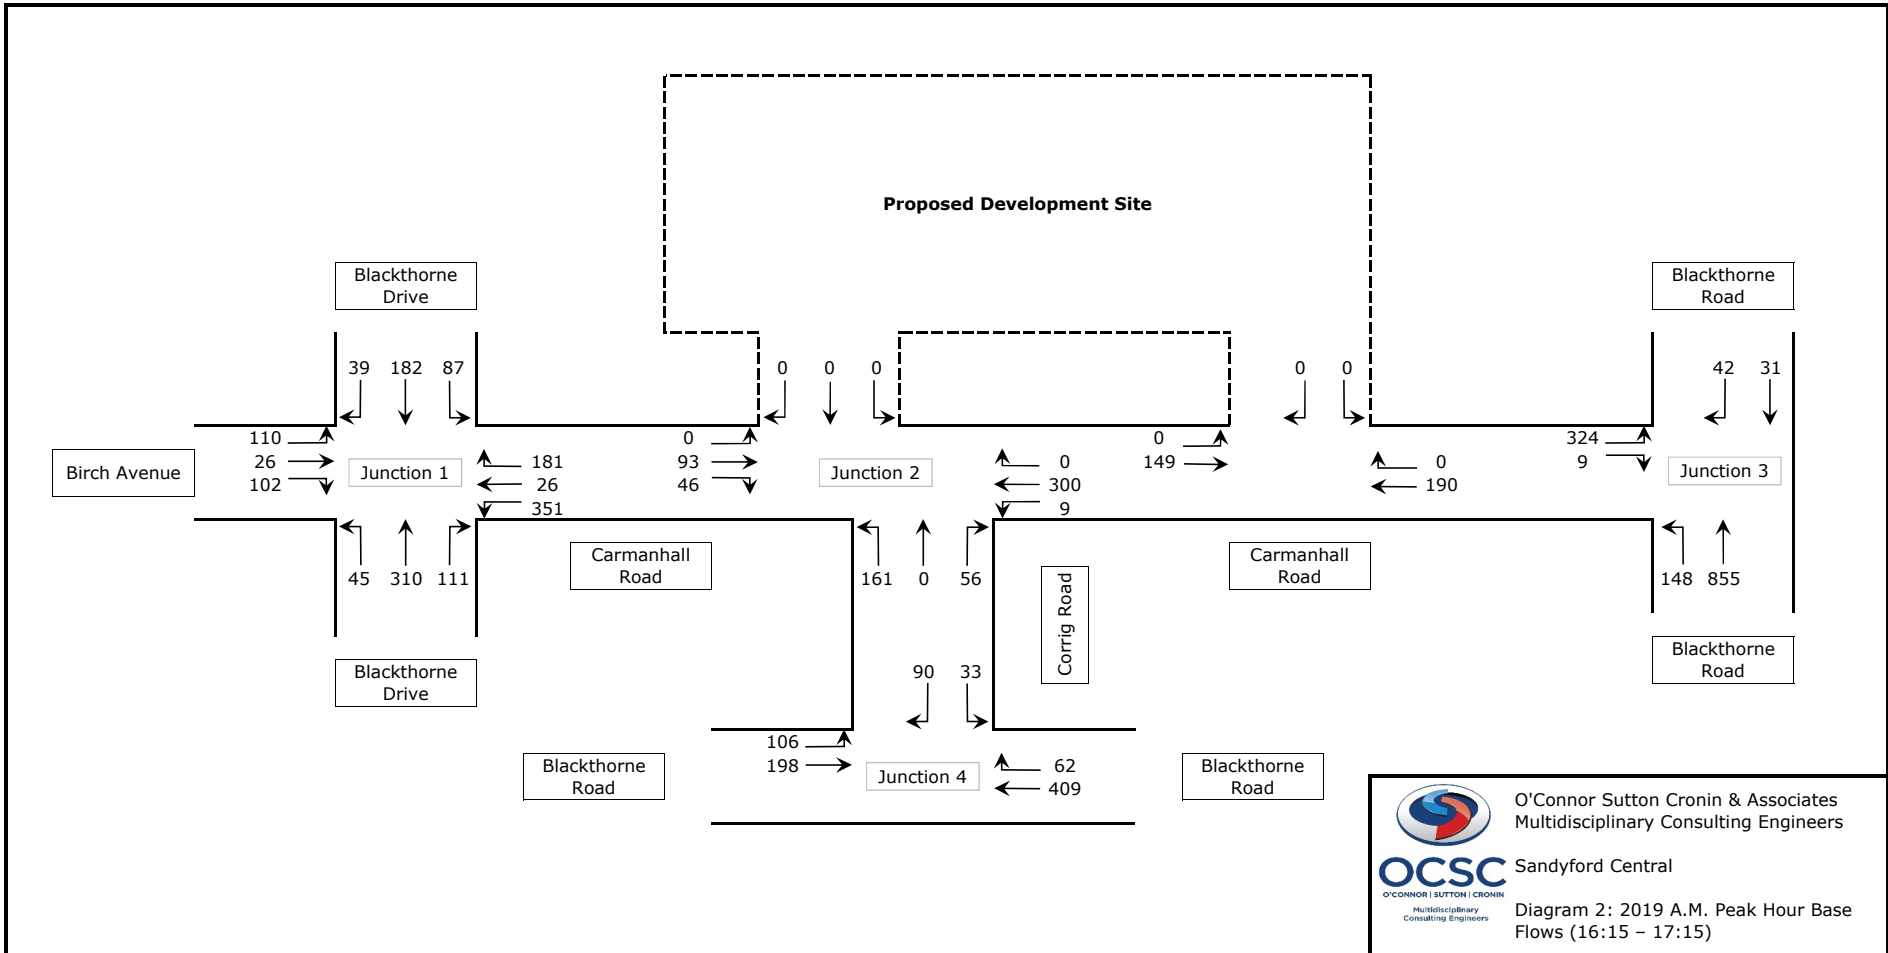 Proposed Development Site
Blackthorne
Drive
Blackthorne
Road
39 182 87
0 0 0
0 0
42 31
110
26
102
Birch Avenue
Junction 1
181
26
351
0
93
46
Junction 2
0
300
9
0
149
0
190
324
9
Junction 3
45 310 111
Carmanhall
Road
161 0 56
Corrig Road
Carmanhall
Road
148 855
Blackthorne
Drive
90 33
Blackthorne
Road
Blackthorne
Road
106
198
Junction 4
62
409
Blackthorne
Road
O'Connor Sutton Cronin & Associates
Multidisciplinary Consulting Engineers
Sandyford Central
Diagram 2: 2019 A.M. Peak Hour Base
Flows (16:15 – 17:15)
OCSC
O'CONNOR | SUTTON | CRONIN
Multidisciplinary
Consulting Engineers